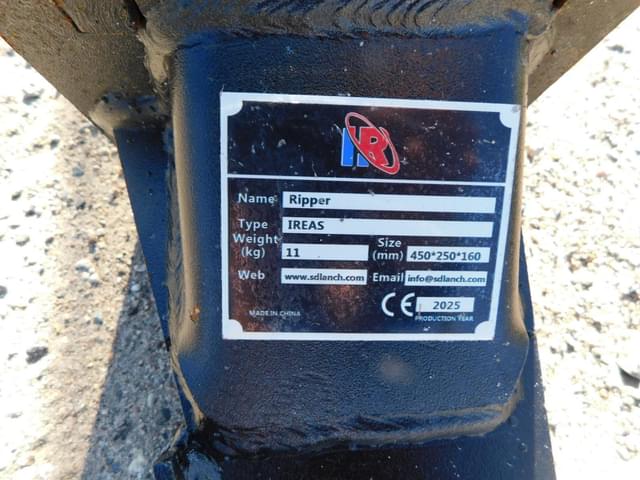 HR
Name Ripper
Type IREAS
Weight (kg) 11 Size (mm) 450*250*160
Web www.sdlanch.com Email info@sdlanch.com
CE 2025
MADE IN CHINA PRODUCTION YEAR